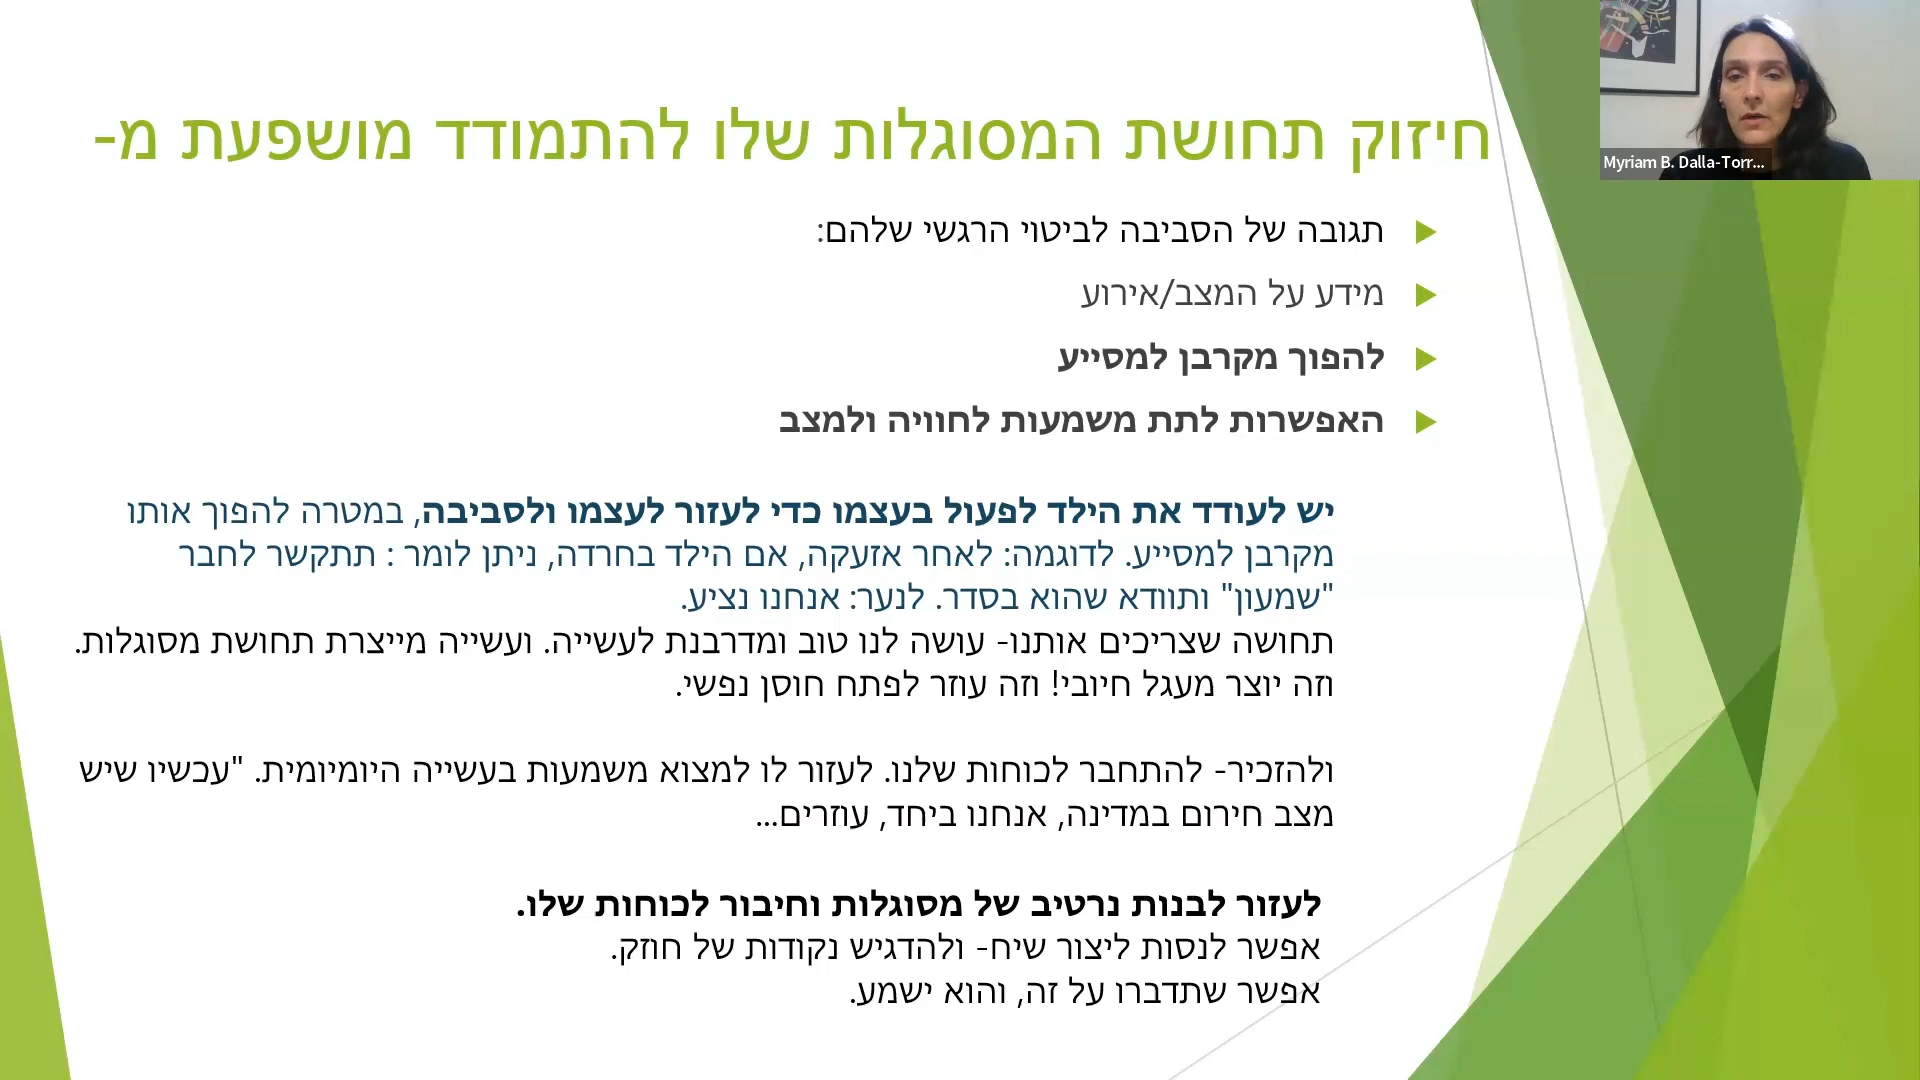 חיזוק תחושת המסוגלות שלו להתמודד מושפעת מ-
תגובה של הסביבה לביטוי הרגשי שלהם:
מידע על המצב/אירוע
להפוך מקרבן למסייע
האפשרות לתת משמעות לחוויה ולמצב
יש לעודד את הילד לפעול בעצמו כדי לעזור לעצמו ולסביבה, במטרה להפוך אותו
מקרבן למסייע. לדוגמה: לאחר אזעקה, אם הילד בחרדה, ניתן לומר : תתקשר לחבר
"שמעון" ותוודא שהוא בסדר. לנער: אנחנו נציע.
תחושה שצריכים אותנו- עושה לנו טוב ומדרבנת לעשייה. ועשייה מייצרת תחושת מסוגלות.
וזה יוצר מעגל חיובי! וזה עוזר לפתח חוסן נפשי.
ולהזכיר- להתחבר לכוחות שלנו. לעזור לו למצוא משמעות בעשייה היומיומית. "עכשיו שיש
מצב חירום במדינה, אנחנו ביחד, עוזרים...
לעזור לבנות נרטיב של מסוגלות וחיבור לכוחות שלו.
אפשר לנסות ליצור שיח- ולהדגיש נקודות של חוזק.
אפשר שתדברו על זה, והוא ישמע.
Myriam B. Dalla-Torr...